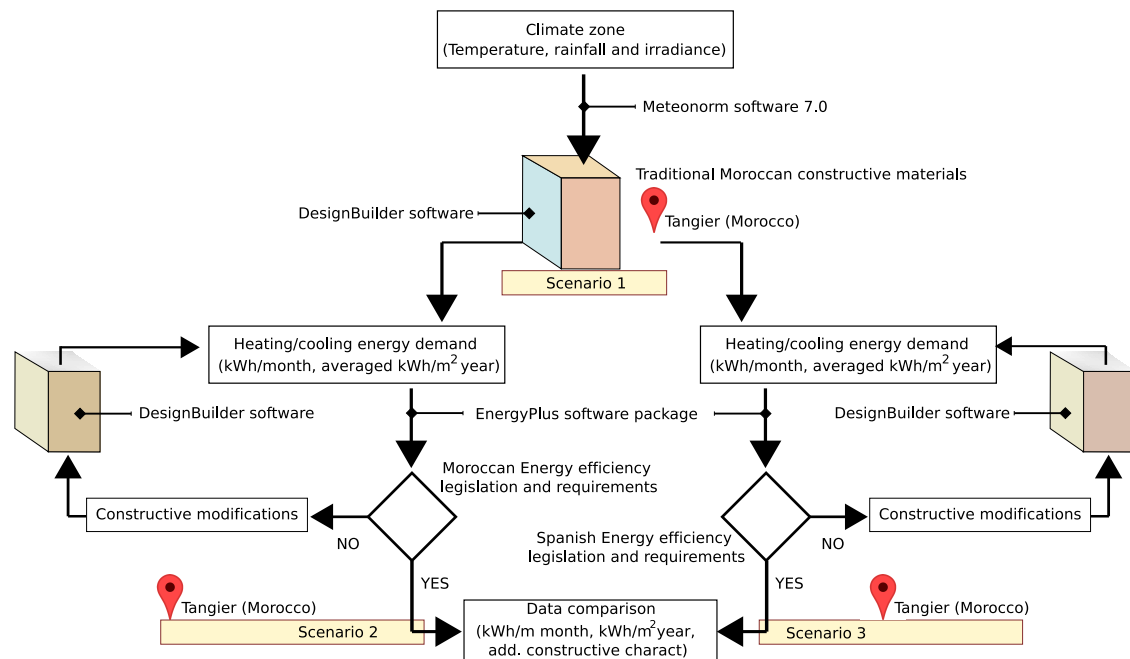 Climate zone
(Temperature, rainfall and irradiance)
Meteonorm software 7.0
Traditional Moroccan constructive materials
DesignBuilder software
Tangier (Morocco)
Scenario 1
Heating/cooling energy demand
(kWh/month, averaged kWh/m² year)
Heating/cooling energy demand
(kWh/month, averaged kWh/m² year)
DesignBuilder software
EnergyPlus software package
DesignBuilder software
Moroccan Energy efficiency
legislation and requirements
Constructive modifications
NO
Spanish Energy efficiency
legislation and requirements
NO
Constructive modifications
YES
YES
Tangier (Morocco)
Scenario 2
Data comparison
(kWh/m month, kWh/m² year,
add. constructive charact)
Tangier (Morocco)
Scenario 3